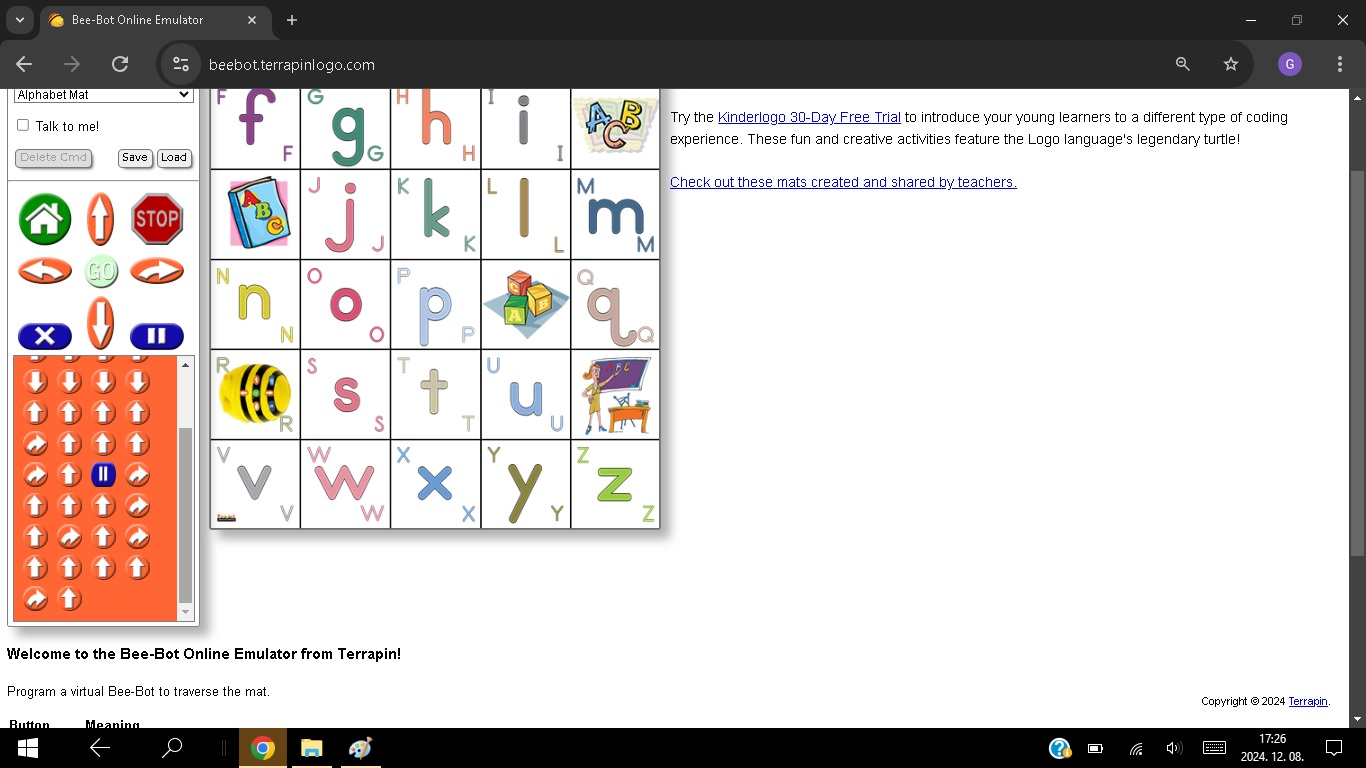 Bee-Bot Online Emulator
beebot.terrapinlogo.com
G
Alphabet Mat
Talk to me!
Delete Cmd Save Load
STOP
GO
F f F
G g G
H h H
I i I
A B C
A B C
J j J
K k K
L l L
M m M
N n N
O o O
P p P
C B A
Q q Q
R R
S s S
T t T
U u U
A B C
V v V
W w W
X x X
Y y Y
Z z Z
Try the Kinderlogo 30-Day Free Trial to introduce your young learners to a different type of coding
experience. These fun and creative activities feature the Logo language's legendary turtle!
Check out these mats created and shared by teachers.
Welcome to the Bee-Bot Online Emulator from Terrapin!
Program a virtual Bee-Bot to traverse the mat.
Button Meaning
Copyright © 2024 Terrapin.
17:26
2024. 12. 08.